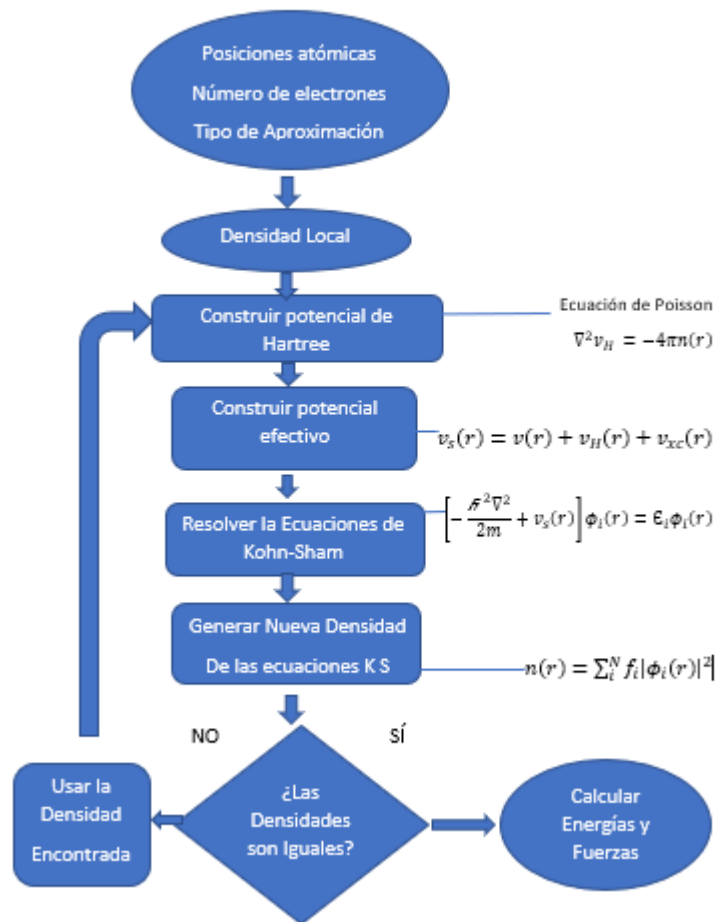 Posiciones atómicas
Número de electrones
Tipo de Aproximación
Densidad Local
Construir potencial de
Hartree
Ecuación de Poisson
∇²v_H = −4πn(r)
Construir potencial
efectivo
v_s(r) = v(r) + v_H(r) + v_xc(r)
Resolver la Ecuaciones de
Kohn-Sham
[−ℏ²∇²/2m + v_s(r)] ϕ_i(r) = ϵ_i ϕ_i(r)
Generar Nueva Densidad
De las ecuaciones K S
n(r) = ∑_i^N f_i|ϕ_i(r)|²
NO
SÍ
¿Las
Densidades
son Iguales?
Usar la
Densidad
Encontrada
Calcular
Energías y
Fuerzas